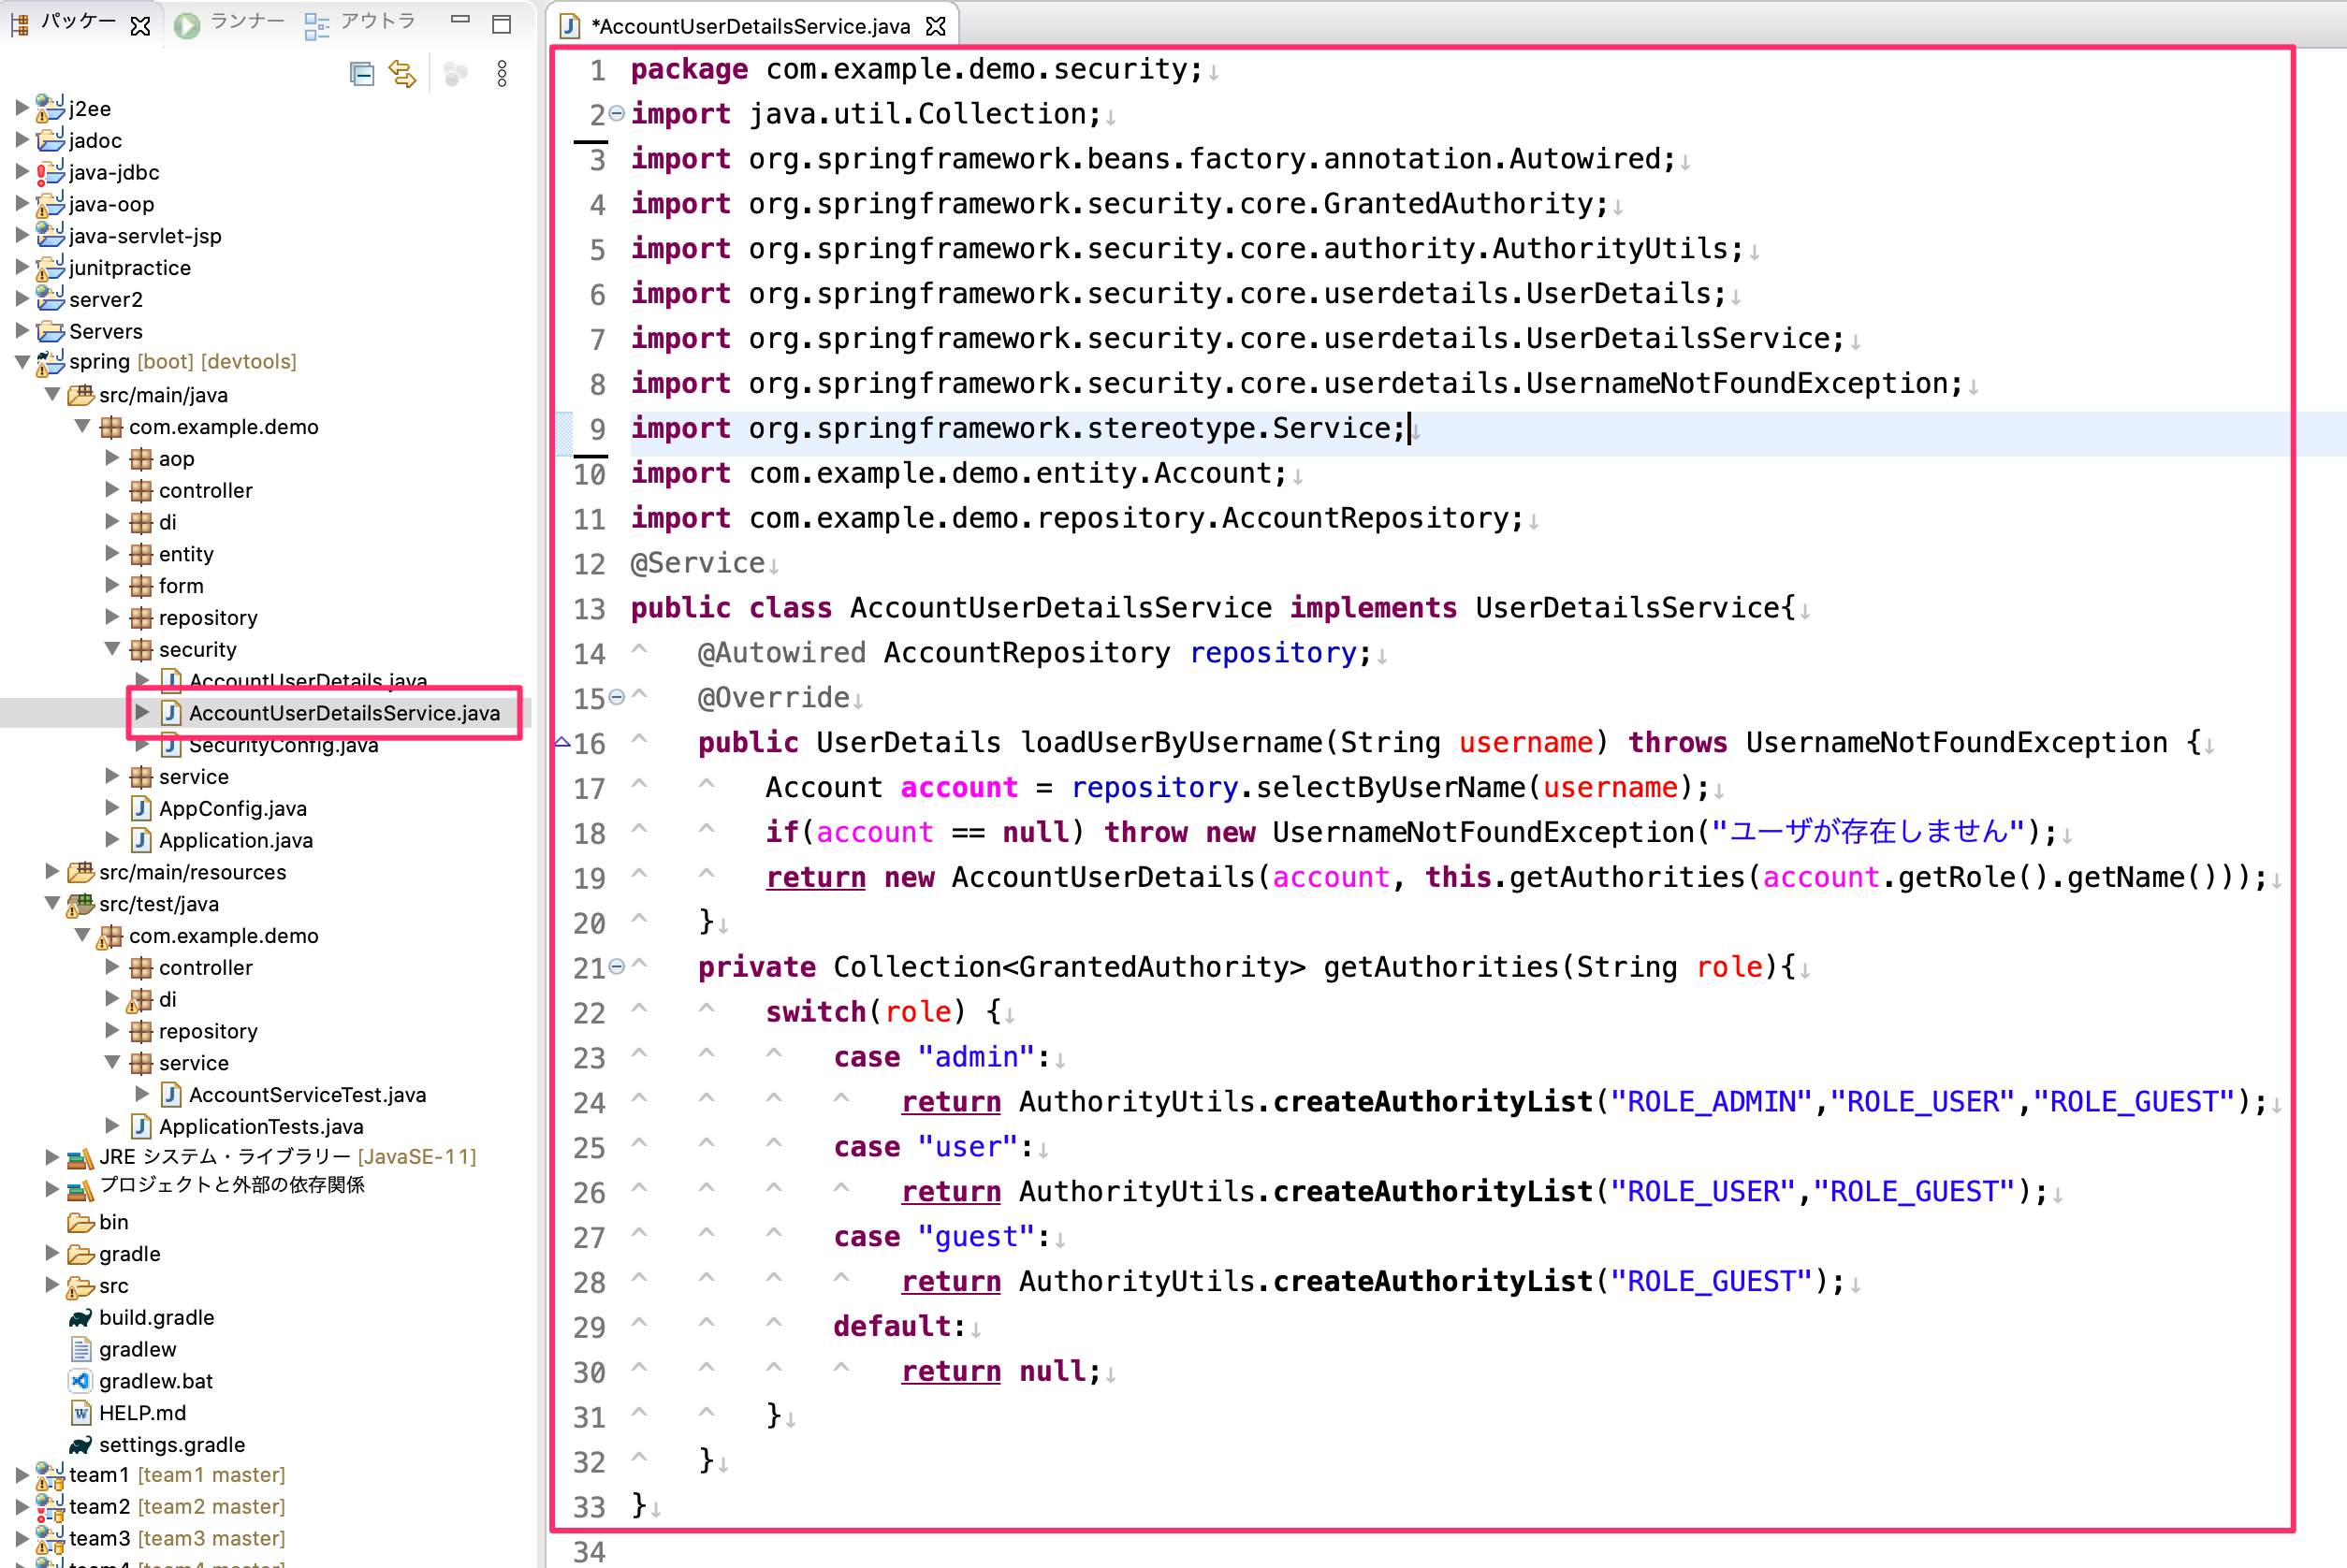 パッケー
ランナー
アウトラ
j2ee
jadoc
java-jdbc
java-oop
java-servlet-jsp
junitpractice
server2
Servers
spring [boot] [devtools]
src/main/java
com.example.demo
aop
controller
di
entity
form
repository
security
AccountUserDetails.java
AccountUserDetailsService.java
SecurityConfig.java
service
AppConfig.java
Application.java
src/main/resources
src/test/java
com.example.demo
controller
di
repository
service
AccountServiceTest.java
ApplicationTests.java
JRE システム・ライブラリー [JavaSE-11]
プロジェクトと外部の依存関係
bin
gradle
src
build.gradle
gradlew
gradlew.bat
HELP.md
settings.gradle
team1 [team1 master]
team2 [team2 master]
team3 [team3 master]
*AccountUserDetailsService.java
1 package com.example.demo.security;↓
2 import java.util.Collection;↓
3 import org.springframework.beans.factory.annotation.Autowired;↓
4 import org.springframework.security.core.GrantedAuthority;↓
5 import org.springframework.security.core.authority.AuthorityUtils;↓
6 import org.springframework.security.core.userdetails.UserDetails;↓
7 import org.springframework.security.core.userdetails.UserDetailsService;↓
8 import org.springframework.security.core.userdetails.UsernameNotFoundException;↓
9 import org.springframework.stereotype.Service;↓
10 import com.example.demo.entity.Account;↓
11 import com.example.demo.repository.AccountRepository;↓
12 @Service↓
13 public class AccountUserDetailsService implements UserDetailsService{↓
14 ^ @Autowired AccountRepository repository;↓
15 ^ @Override↓
16 ^ public UserDetails loadUserByUsername(String username) throws UsernameNotFoundException {↓
17 ^ ^ Account account = repository.selectByUserName(username);↓
18 ^ ^ if(account == null) throw new UsernameNotFoundException("ユーザが存在しません");↓
19 ^ ^ return new AccountUserDetails(account, this.getAuthorities(account.getRole().getName()));↓
20 ^ }↓
21 ^ private Collection<GrantedAuthority> getAuthorities(String role){↓
22 ^ ^ switch(role) {↓
23 ^ ^ ^ case "admin":↓
24 ^ ^ ^ ^ return AuthorityUtils.createAuthorityList("ROLE_ADMIN","ROLE_USER","ROLE_GUEST");↓
25 ^ ^ ^ case "user":↓
26 ^ ^ ^ ^ return AuthorityUtils.createAuthorityList("ROLE_USER","ROLE_GUEST");↓
27 ^ ^ ^ case "guest":↓
28 ^ ^ ^ ^ return AuthorityUtils.createAuthorityList("ROLE_GUEST");↓
29 ^ ^ ^ default:↓
30 ^ ^ ^ ^ return null;↓
31 ^ ^ }↓
32 ^ }↓
33 }↓
34